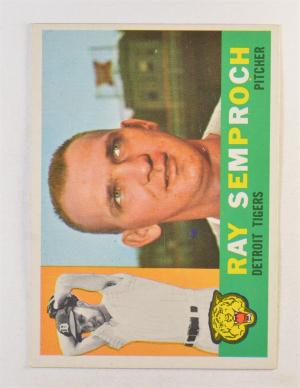 RAY SEMPROCH
DETROIT TIGERS
PITCHER